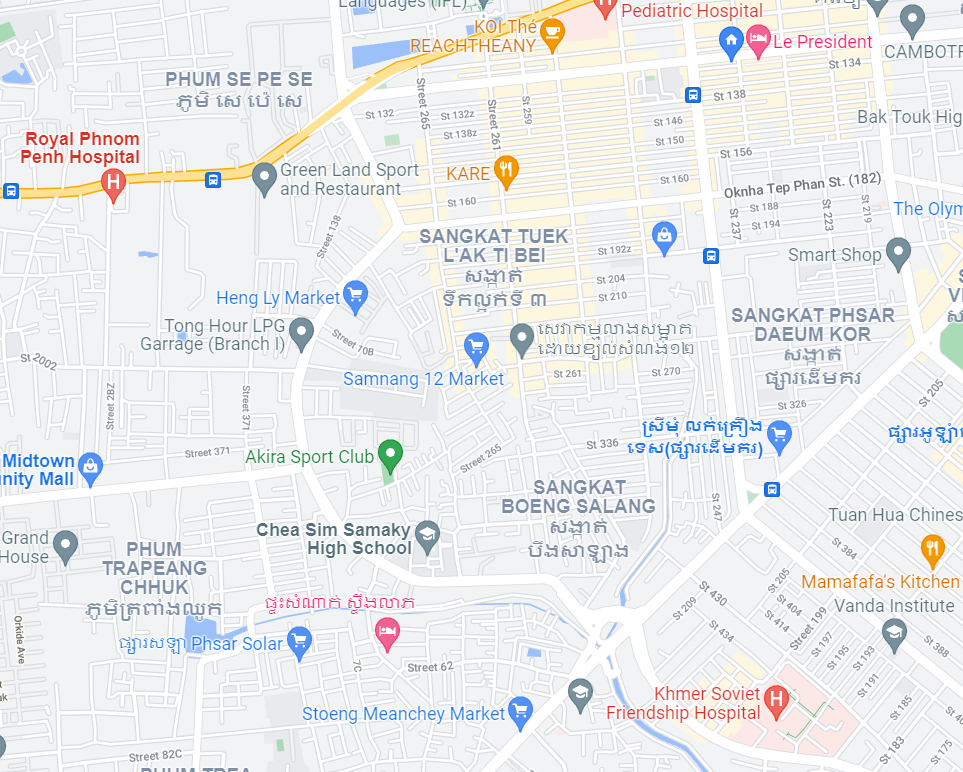 Languages (IFL)
Pediatric Hospital
KOI Thé
REACHTHEANY
Le President
CAMBOTF
PHUM SE PE SE
ភូមិ សេ ប៉េ សេ
Street 265
Street 261
St 259
St 132
St 132z
St 138z
St 134
St 138
St 146
St 150
St 156
Bak Touk Hig
Royal Phnom
Penh Hospital
Green Land Sport
and Restaurant
KARE
St 160
St 160
Oknha Tep Phan St. (182)
St 188
St 194
St 237
St 223
St 219
The Olym
Street 138
SANGKAT TUEK
L'AK TI BEI
សង្កាត់
ទឹកល្អក់ទី ៣
St 192z
St 204
St 210
Smart Shop
Heng Ly Market
Tong Hour LPG
Garrage (Branch I)
Street 10B
St 2002
SANGKAT PHSAR
DAEUM KOR
សង្កាត់
ផ្សារដើមគរ
សេវាកម្មលាងសម្អាត
ដោយខ្យល់សំណង់១២
Samnang 12 Market
St 261
St 270
St 326
St 205
Street 2BZ
Street 371
Street 371
ស្រីមុំ លក់គ្រឿង
ទេស(ផ្សារដើមគរ)
Midtown
unity Mall
Akira Sport Club
Street 265
St 336
SANGKAT
BOENG SALANG
សង្កាត់
បឹងសាឡាង
St 247
Tuan Hua Chines
Grand
House
Chea Sim Samaky
High School
PHUM
TRAPEANG
CHHUK
ភូមិត្រពាំងឈូក
St 384
Mamafafa's Kitchen
Vanda Institute
St 205
St 430
St 404
St 414
St 209
St 434
Street 199
St 197
St 195
St 193
St 191
St 388
Orkide Ave
ផ្ទះសំណាក់ ស្ទឹងលាភ
ផ្សារសឡា Phsar Solar
7C
Street 62
Khmer Soviet
Friendship Hospital
St 185
St 183
St 175
Stoeng Meanchey Market
Street 82C
PHUM TREA